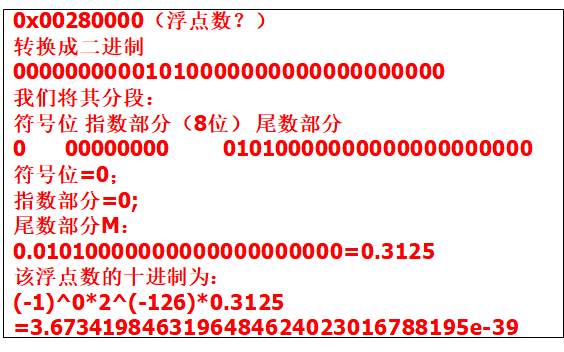 0x00280000（浮点数？）
转换成二进制
00000000001010000000000000000000
我们将其分段：
符号位 指数部分（8位） 尾数部分
0 00000000 01010000000000000000000
符号位=0；
指数部分=0;
尾数部分M：
0.01010000000000000000000=0.3125
该浮点数的十进制为：
(-1)^0*2^(-126)*0.3125
=3.6734198463196484624023016788195e-39